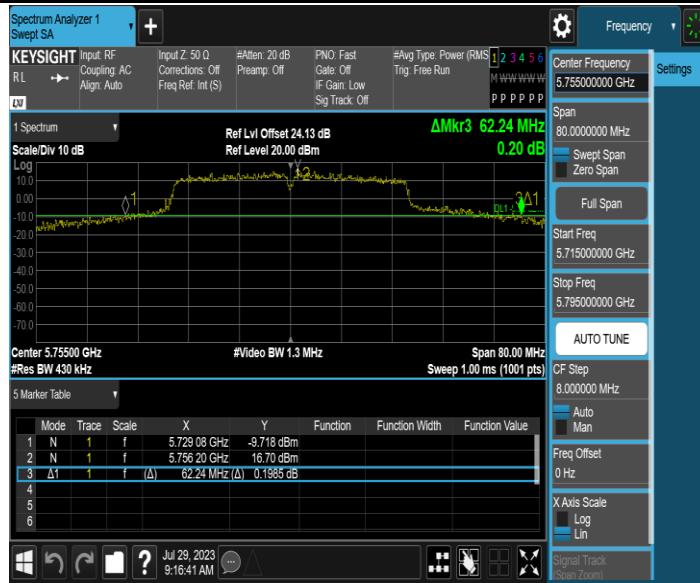 Spectrum Analyzer 1
Swept SA
+
Frequency
KEYSIGHT
RL
LXI
Input: RF
Coupling: AC
Align: Auto
Input Z: 50 Ω
Corrections: Off
Freq Ref: Int (S)
#Atten: 20 dB
Preamp: Off
PNO: Fast
Gate: Off
IF Gain: Low
Sig Track: Off
#Avg Type: Power (RMS
Trig: Free Run
1 2 3 4 5 6
M W W W W W
P P P P P P
Center Frequency
5.755000000 GHz
Settings
Span
80.0000000 MHz
Swept Span
Zero Span
Full Span
Start Freq
5.715000000 GHz
Stop Freq
5.795000000 GHz
AUTO TUNE
CF Step
8.000000 MHz
Auto
Man
Freq Offset
0 Hz
X Axis Scale
Log
Lin
Signal Track
(Span Zoom)
1 Spectrum
Scale/Div 10 dB
Ref Lvl Offset 24.13 dB
Ref Level 20.00 dBm
ΔMkr3 62.24 MHz
0.20 dB
Log
10.0
0.00
-10.0
-20.0
-30.0
-40.0
-50.0
-60.0
-70.0
1
2
3Δ1
Center 5.75500 GHz
#Res BW 430 kHz
#Video BW 1.3 MHz
Span 80.00 MHz
Sweep 1.00 ms (1001 pts)
5 Marker Table
Mode Trace Scale X Y Function Function Width Function Value
1 N 1 f 5.729 08 GHz -9.718 dBm
2 N 1 f 5.756 20 GHz 16.70 dBm
3 Δ1 1 f (Δ) 62.24 MHz (Δ) 0.1985 dB
4
5
6
?
Jul 29, 2023
9:16:41 AM